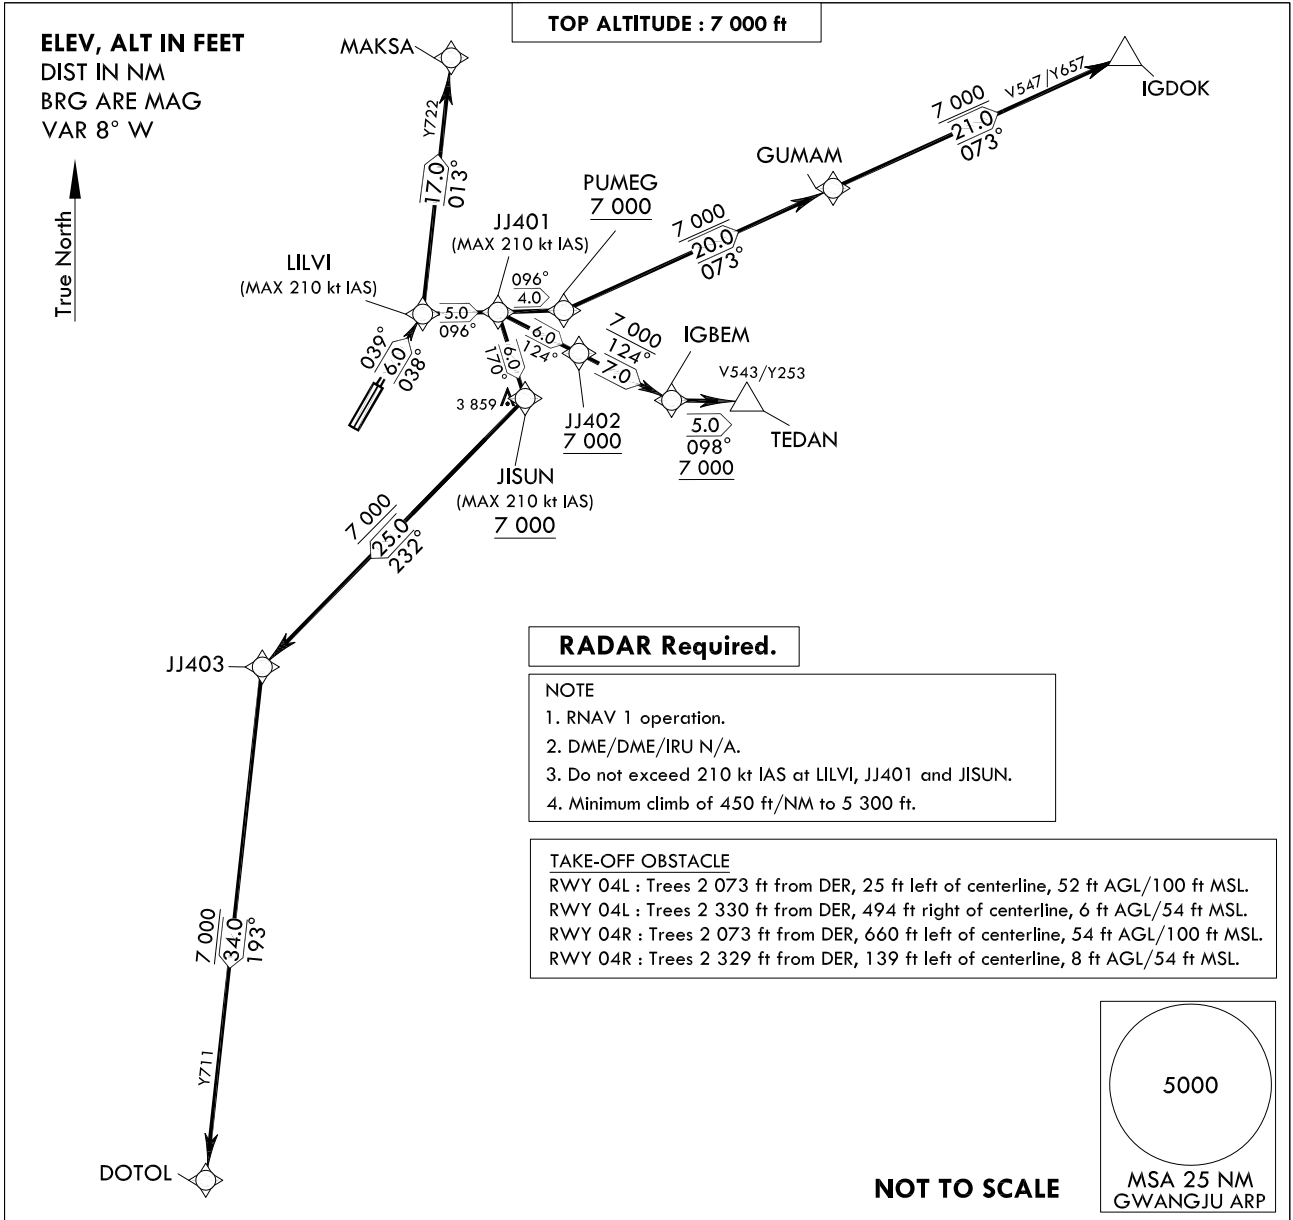 TOP ALTITUDE : 7 000 ft
ELEV, ALT IN FEET
DIST IN NM
BRG ARE MAG
VAR 8° W
True North
MAKSA
Y722
17.0
013°
IGDOK
V547/Y657
7 000
21.0
073°
GUMAM
7 000
20.0
073°
PUMEG
7 000
JJ401
(MAX 210 kt IAS)
LILVI
(MAX 210 kt IAS)
096°
4.0
5.0
096°
039°
6.0
038°
6.0
170°
6.0
124°
7 000
124°
7.0
IGBEM
V543/Y253
TEDAN
5.0
098°
7 000
3 859
JJ402
7 000
JISUN
(MAX 210 kt IAS)
7 000
7 000
25.0
232°
JJ403
RADAR Required.
NOTE
1. RNAV 1 operation.
2. DME/DME/IRU N/A.
3. Do not exceed 210 kt IAS at LILVI, JJ401 and JISUN.
4. Minimum climb of 450 ft/NM to 5 300 ft.
TAKE-OFF OBSTACLE
RWY 04L : Trees 2 073 ft from DER, 25 ft left of centerline, 52 ft AGL/100 ft MSL.
RWY 04L : Trees 2 330 ft from DER, 494 ft right of centerline, 6 ft AGL/54 ft MSL.
RWY 04R : Trees 2 073 ft from DER, 660 ft left of centerline, 54 ft AGL/100 ft MSL.
RWY 04R : Trees 2 329 ft from DER, 139 ft left of centerline, 8 ft AGL/54 ft MSL.
7 000
34.0
193°
Y711
DOTOL
5000
MSA 25 NM
GWANGJU ARP
NOT TO SCALE